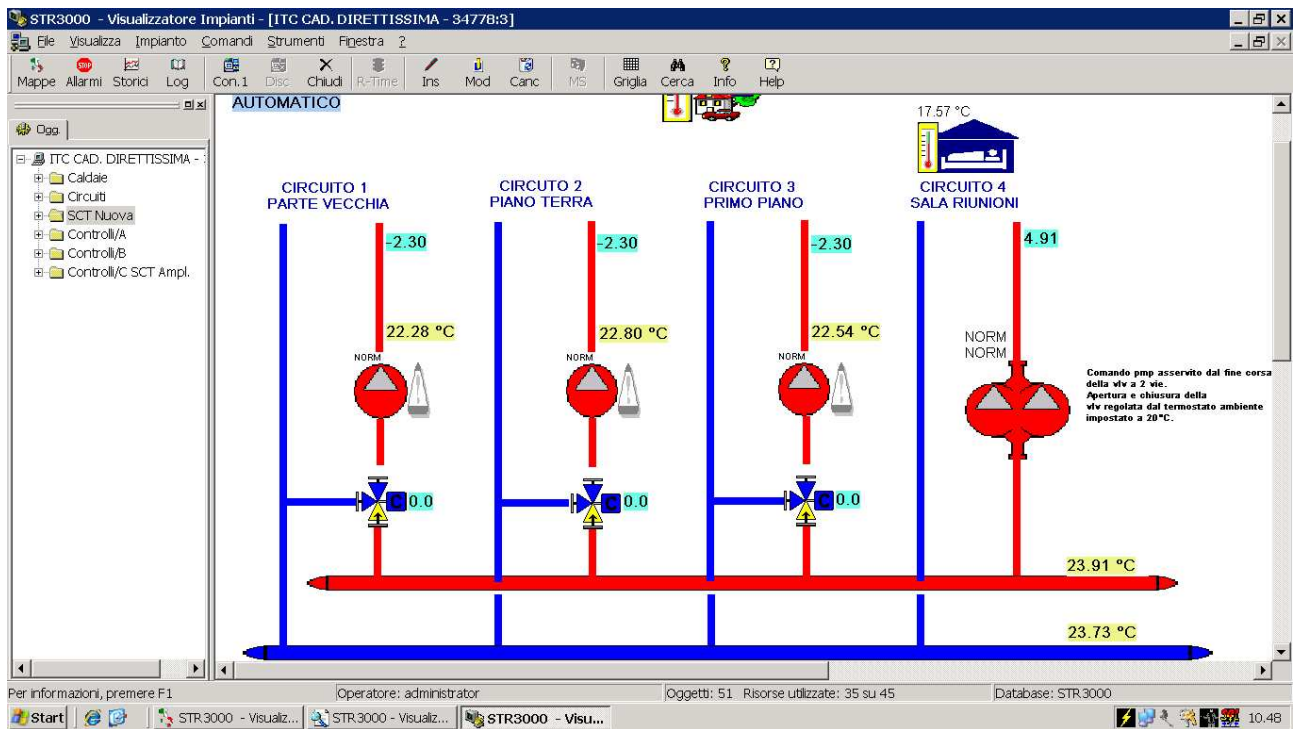 STR3000 - Visualizzatore Impianti - [ITC CAD. DIRETTISSIMA - 34778:3]
File Visualizza Impianto Comandi Strumenti Finestra ?
Mappe Allarmi Storici Log Con.1 Disc Chiudi R-Time Ins Mod Canc MS Griglia Cerca Info Help
Ogg.
ITC CAD. DIRETTISSIMA -
Caldaie
Circuiti
SCT Nuova
Controlli/A
Controlli/B
Controlli/C SCT Ampl.
AUTOMATICO
17.57 °C
CIRCUITO 1
PARTE VECCHIA
CIRCUTO 2
PIANO TERRA
CIRCUITO 3
PRIMO PIANO
CIRCUITO 4
SALA RIUNIONI
-2.30
-2.30
-2.30
4.91
22.28 °C
22.80 °C
22.54 °C
NORM
NORM
NORM
NORM
NORM
Comando pmp asservito dal fine corsa
della vlv a 2 vie.
Apertura e chiusura della
vlv regolata dal termostato ambiente
impostato a 20°C.
C 0.0
C 0.0
C 0.0
23.91 °C
23.73 °C
Per informazioni, premere F1
Operatore: administrator
Oggetti: 51 Risorse utilizzate: 35 su 45
Database: STR3000
Start
STR3000 - Visualiz...
STR3000 - Visualiz...
STR3000 - Visu...
10.48